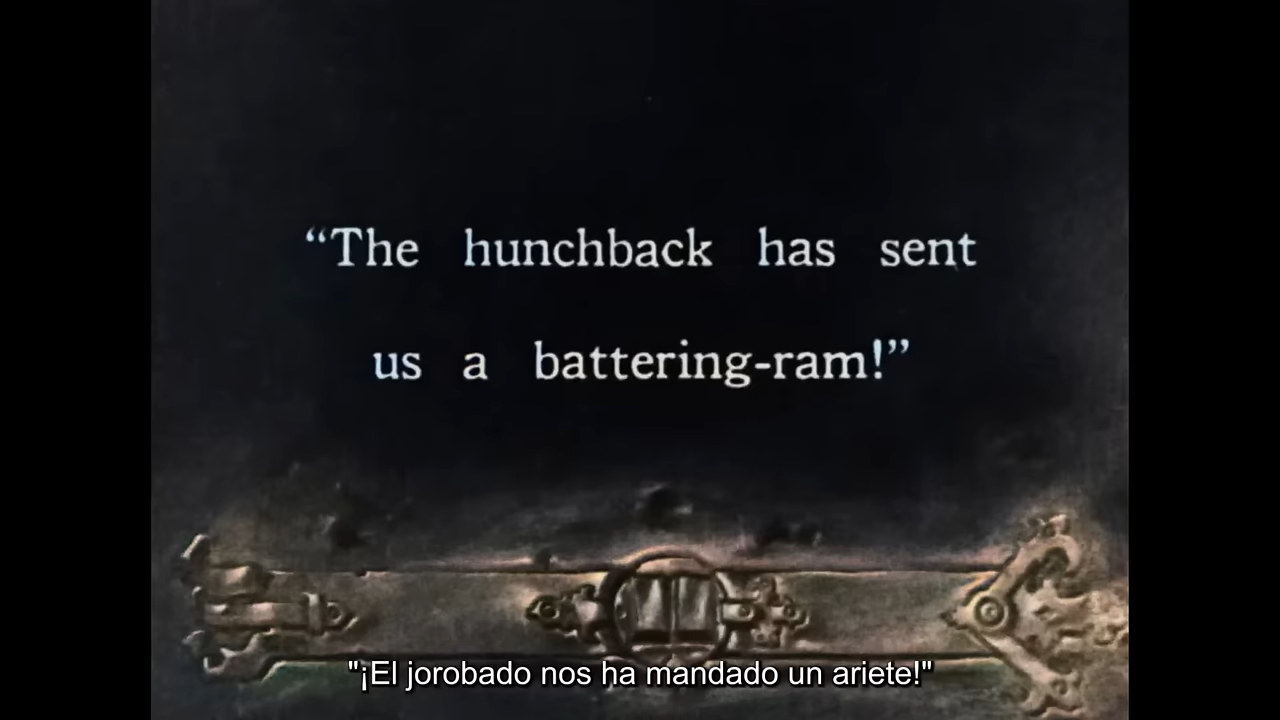 “The hunchback has sent
us a battering-ram!”
"¡El jorobado nos ha mandado un ariete!"